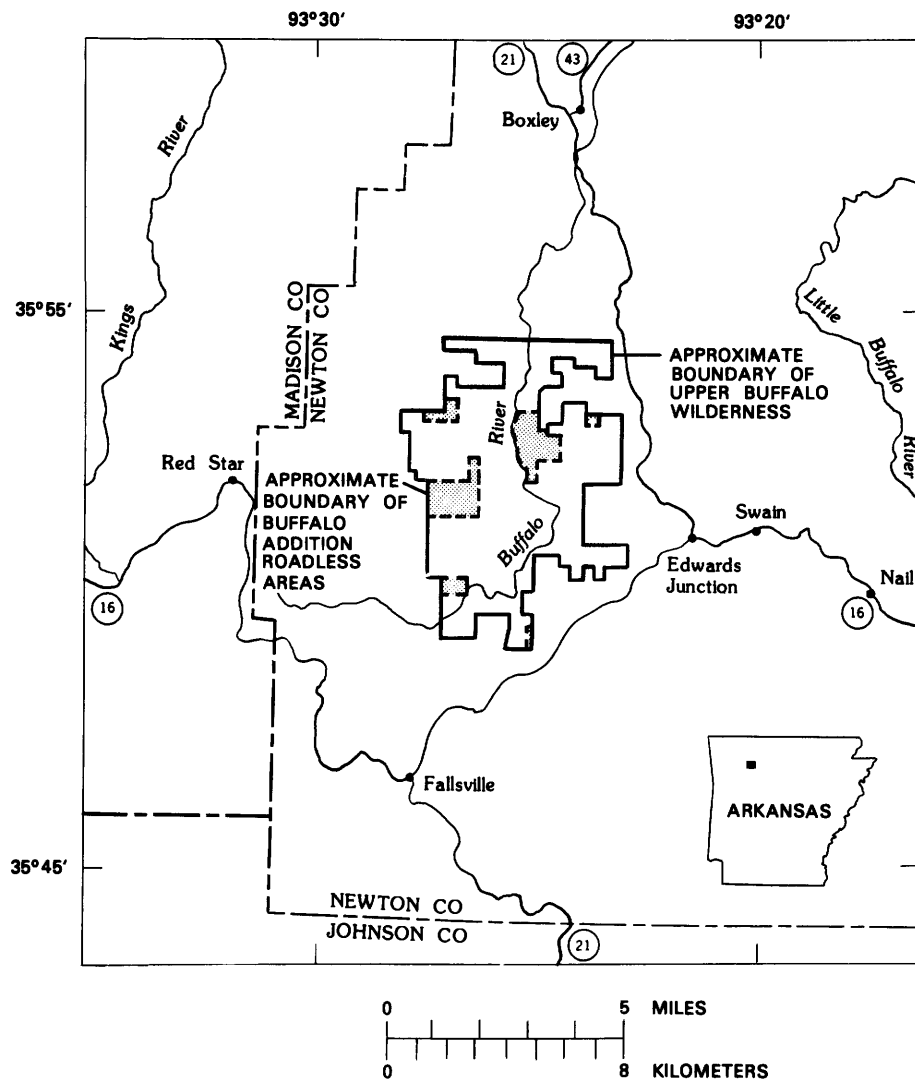 93°30′
93°20′
21
43
Boxley
River
Kings
35°55′
MADISON CO
NEWTON CO
Little
Buffalo
River
APPROXIMATE
BOUNDARY OF
UPPER BUFFALO
WILDERNESS
River
Red Star
APPROXIMATE
BOUNDARY OF
BUFFALO
ADDITION
ROADLESS
AREAS
Buffalo
Swain
Edwards
Junction
Nail
16
16
Fallsville
ARKANSAS
35°45′
NEWTON CO
JOHNSON CO
21
0 5 MILES
0 8 KILOMETERS